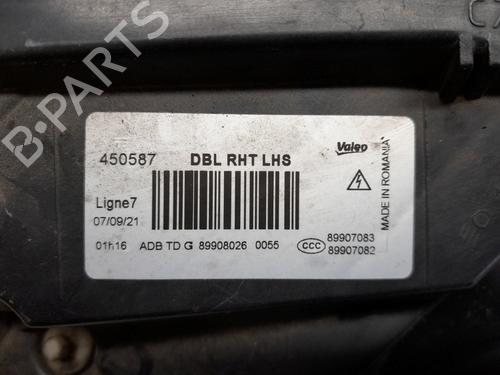 B-PARTS
450587 DBL RHT LHS Valeo
Ligne7
07/09/21
01h16 ADB TD G 89908026 0055 CCC 89907083
89907082
MADE IN ROMANIA